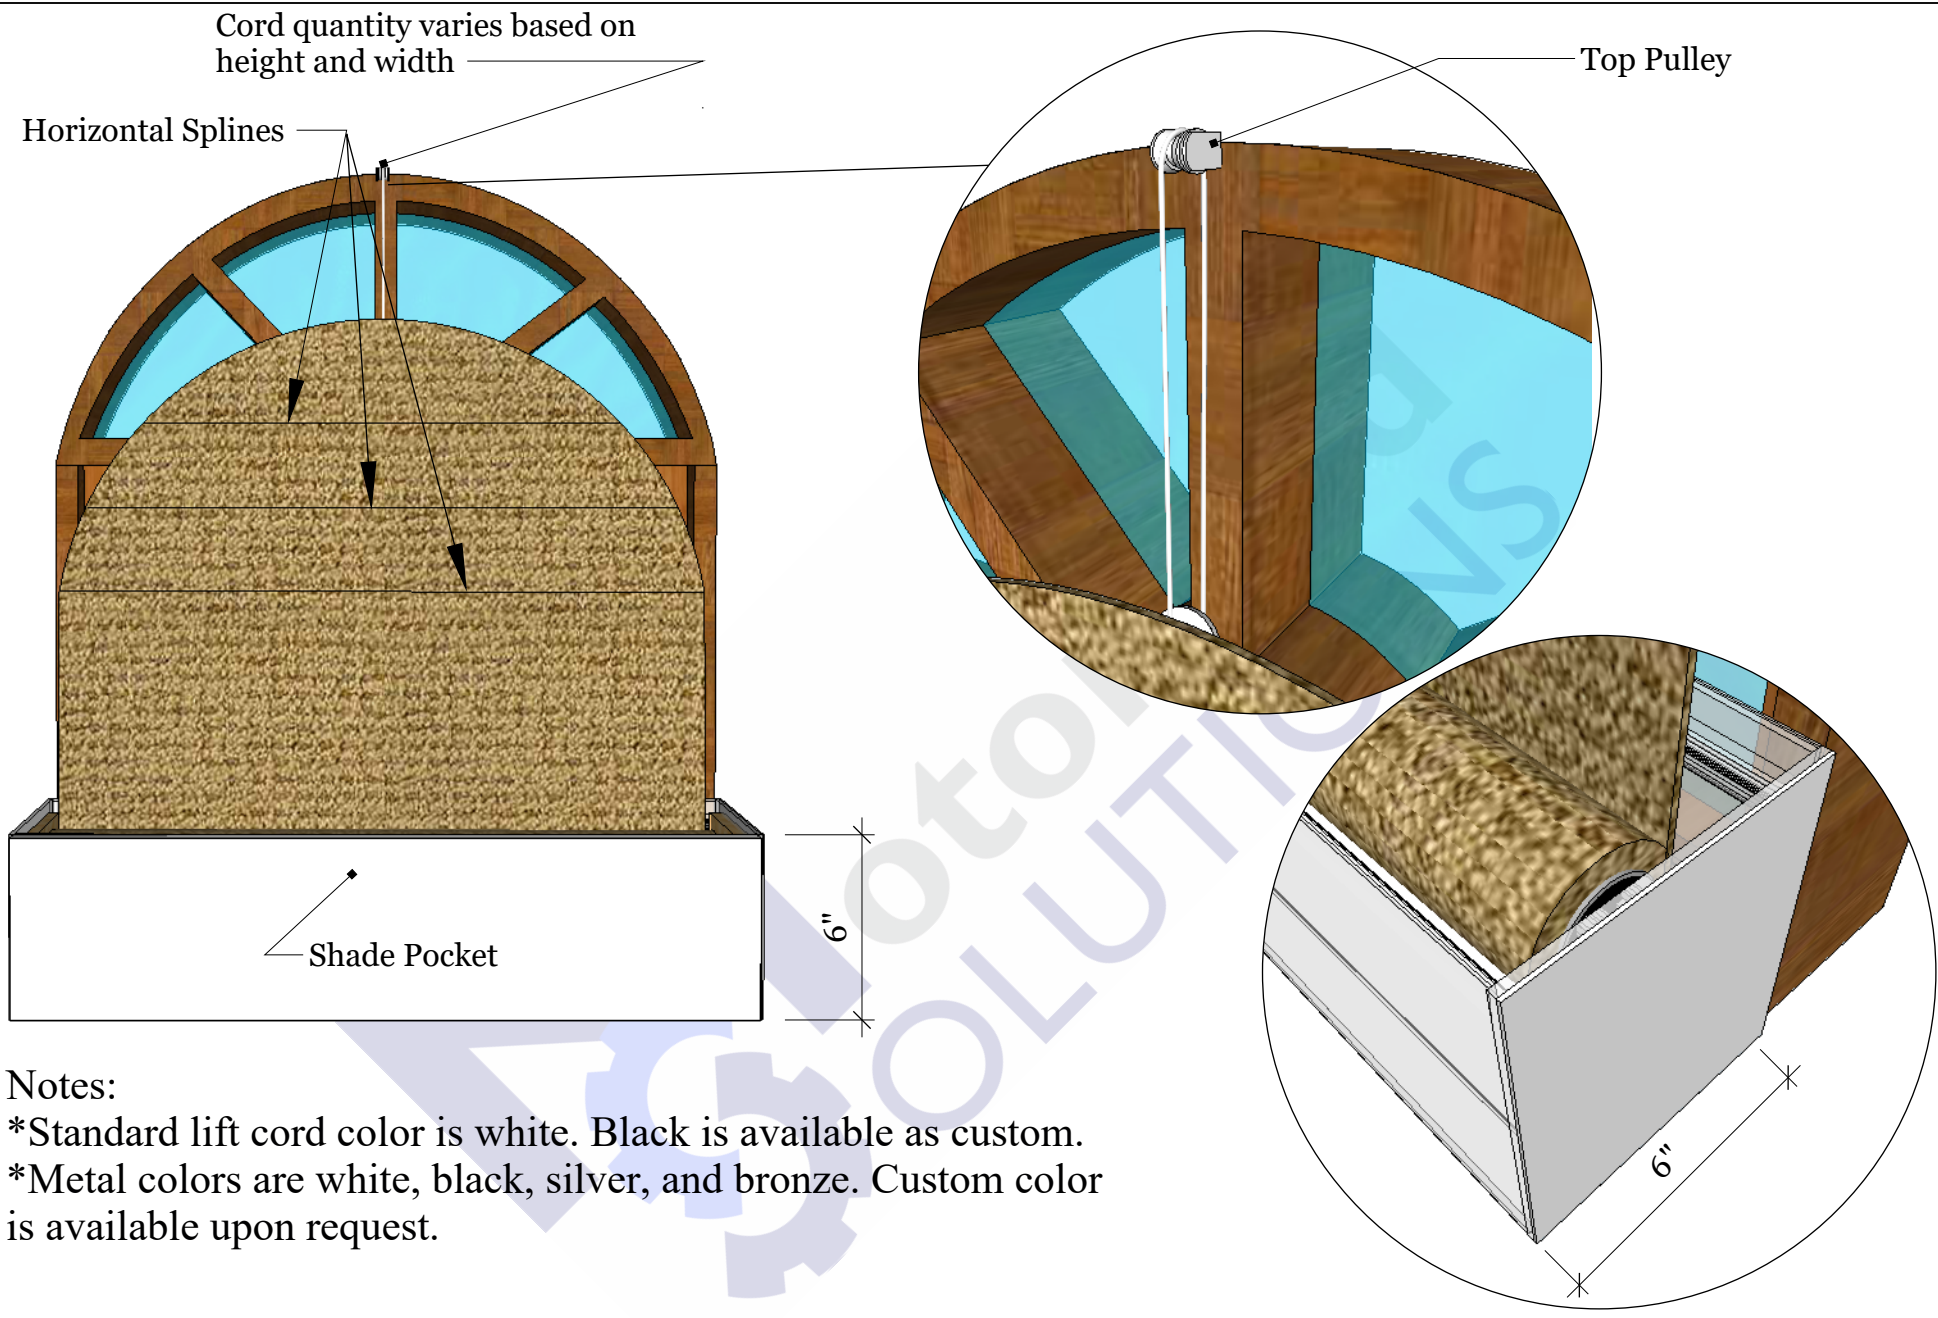 Cord quantity varies based on
height and width
Top Pulley
Horizontal Splines
6"
Shade Pocket
6"
Notes:
*Standard lift cord color is white. Black is available as custom.
*Metal colors are white, black, silver, and bronze. Custom color
is available upon request.
OLUTIONS